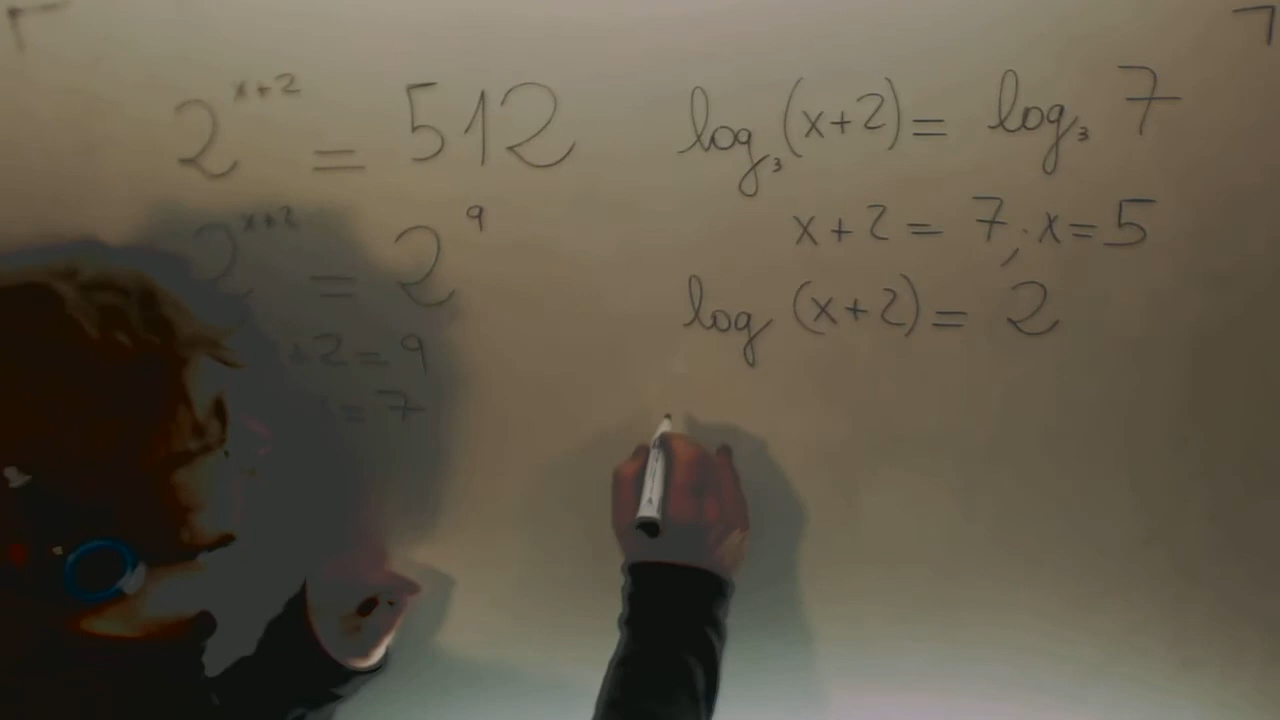 2^{x+2} = 512
2^{x+2} = 2^9
+2 = 9
= 7
log₃(x+2) = log₃ 7
x+2 = 7; x=5
log (x+2) = 2